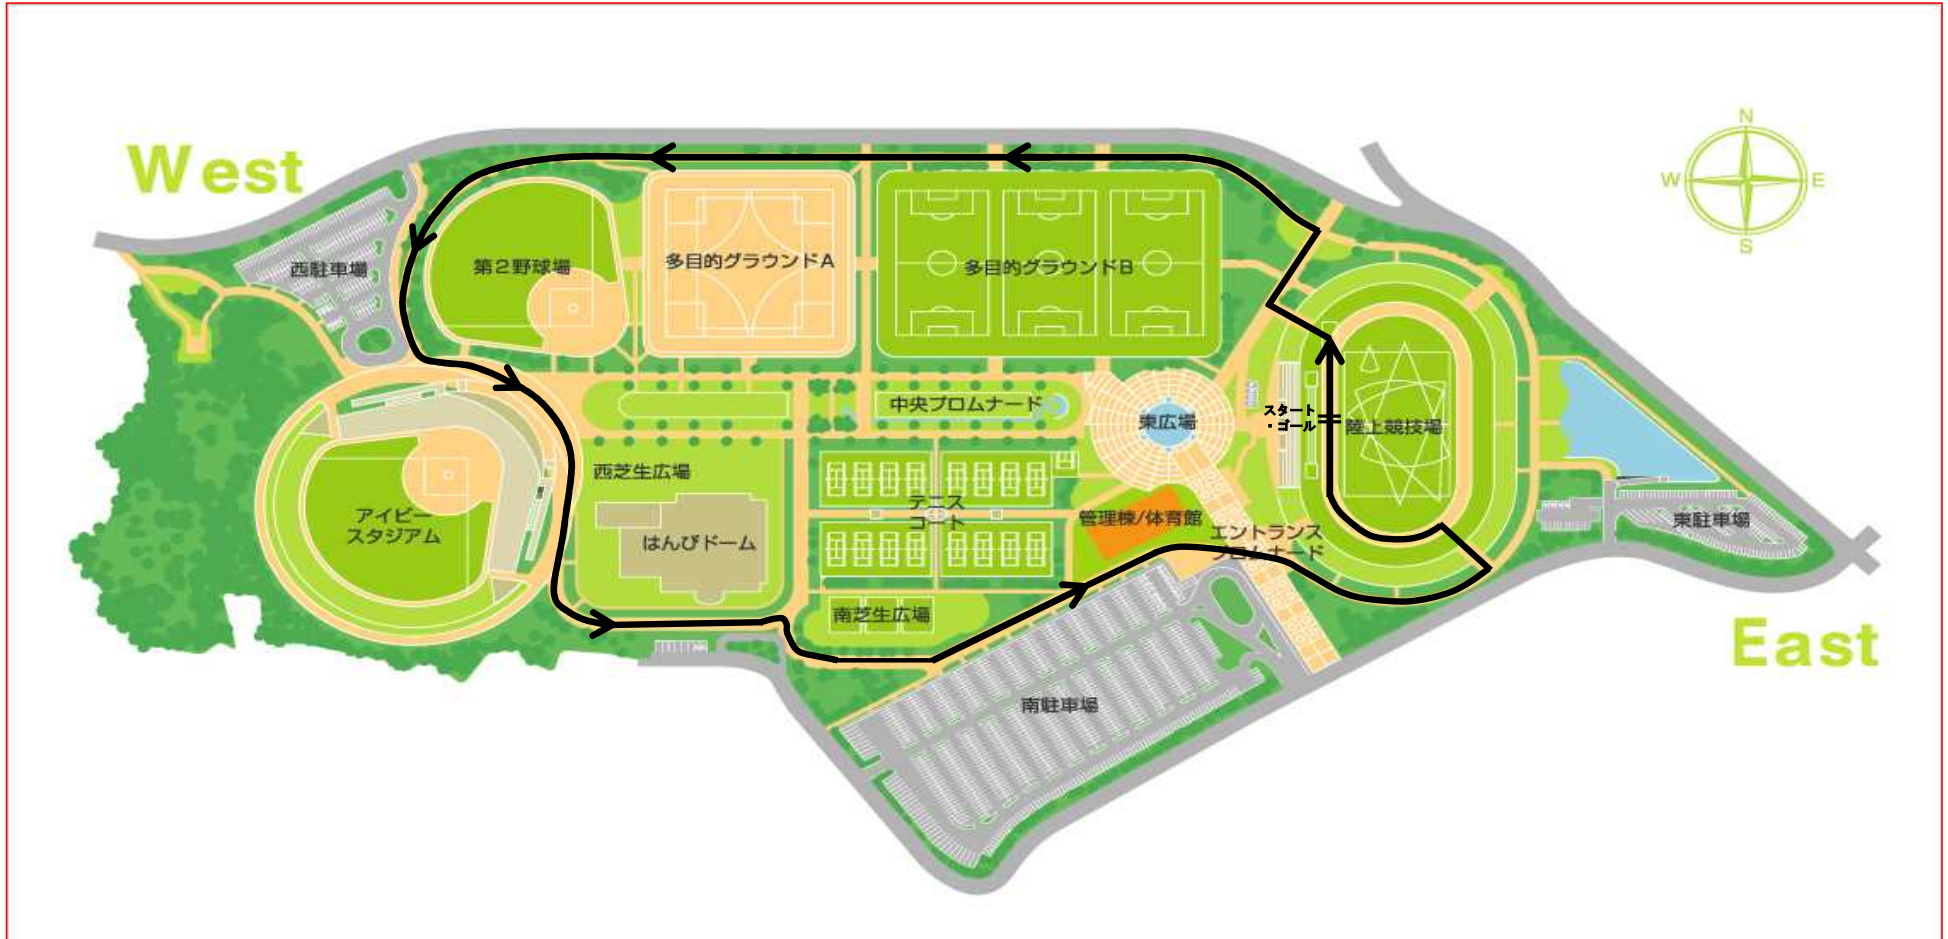 N
West
W
E
西駐車場
多目的グラウンドA
第2野球場
多目的グラウンドB
S
中央プロムナード
東広場
スタート
・ゴール
陸上競技場
西芝生広場
アイビー
スタジアム
テニス
コート
管理棟/体育館
東駐車場
はんびドーム
エントランス
プロムナード
南芝生広場
East
南駐車場